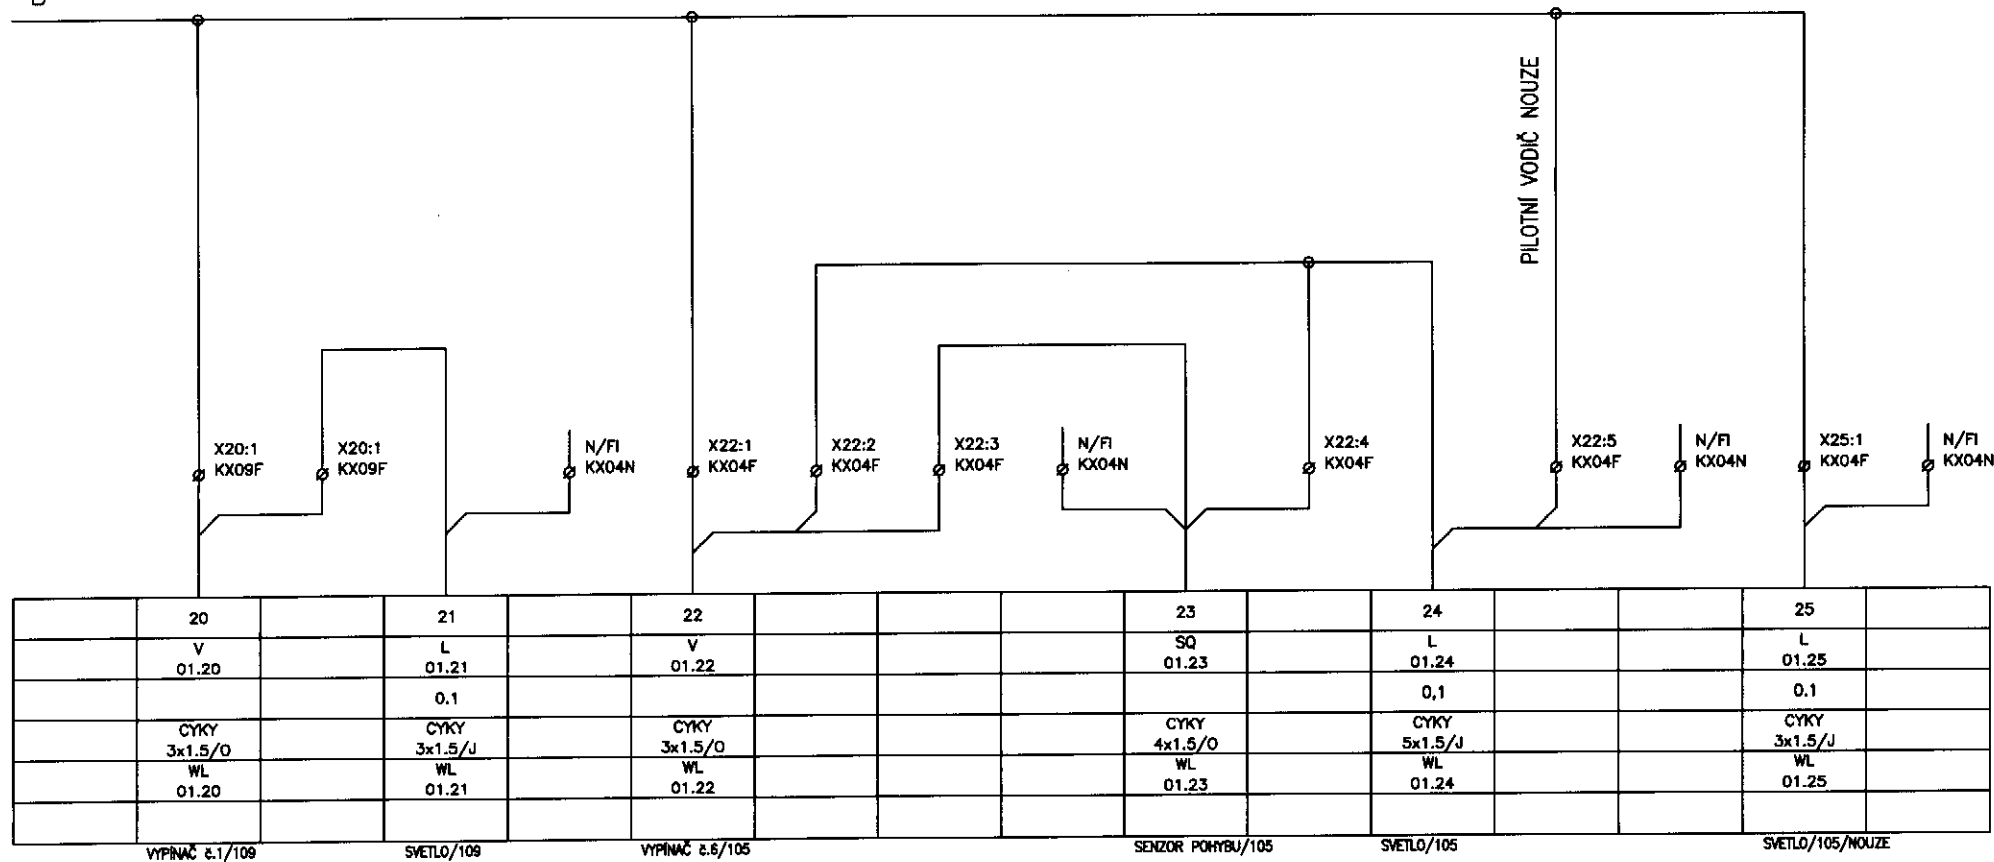 PILOTNÍ VODIČ NOUZE
X20:1
KX09F
X20:1
KX09F
N/FI
KX04N
X22:1
KX04F
X22:2
KX04F
X22:3
KX04F
N/FI
KX04N
X22:4
KX04F
X22:5
KX04F
N/FI
KX04N
X25:1
KX04F
N/FI
KX04N
20 21 22 23 24 25
V L V SQ L L
01.20 01.21 01.22 01.23 01.24 01.25
0.1 0,1 0.1
CYKY CYKY CYKY CYKY CYKY CYKY
3x1.5/O 3x1.5/J 3x1.5/O 4x1.5/O 5x1.5/J 3x1.5/J
WL WL WL WL WL WL
01.20 01.21 01.22 01.23 01.24 01.25
VYPÍNAČ č.1/109 SVETLO/109 VYPÍNAČ č.6/105 SENZOR POHYBU/105 SVETLO/105 SVETLO/105/NOUZE